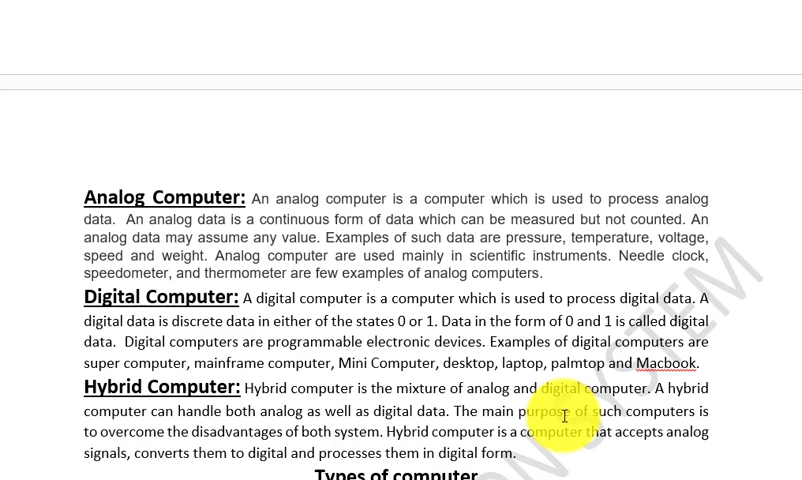 Analog Computer: An analog computer is a computer which is used to process analog
data. An analog data is a continuous form of data which can be measured but not counted. An
analog data may assume any value. Examples of such data are pressure, temperature, voltage,
speed and weight. Analog computer are used mainly in scientific instruments. Needle clock,
speedometer, and thermometer are few examples of analog computers.
Digital Computer: A digital computer is a computer which is used to process digital data. A
digital data is discrete data in either of the states 0 or 1. Data in the form of 0 and 1 is called digital
data. Digital computers are programmable electronic devices. Examples of digital computers are
super computer, mainframe computer, Mini Computer, desktop, laptop, palmtop and Macbook.
Hybrid Computer: Hybrid computer is the mixture of analog and digital computer. A hybrid
computer can handle both analog as well as digital data. The main purpose of such computers is
to overcome the disadvantages of both system. Hybrid computer is a computer that accepts analog
signals, converts them to digital and processes them in digital form.
Types of computer
ON SYSTEM